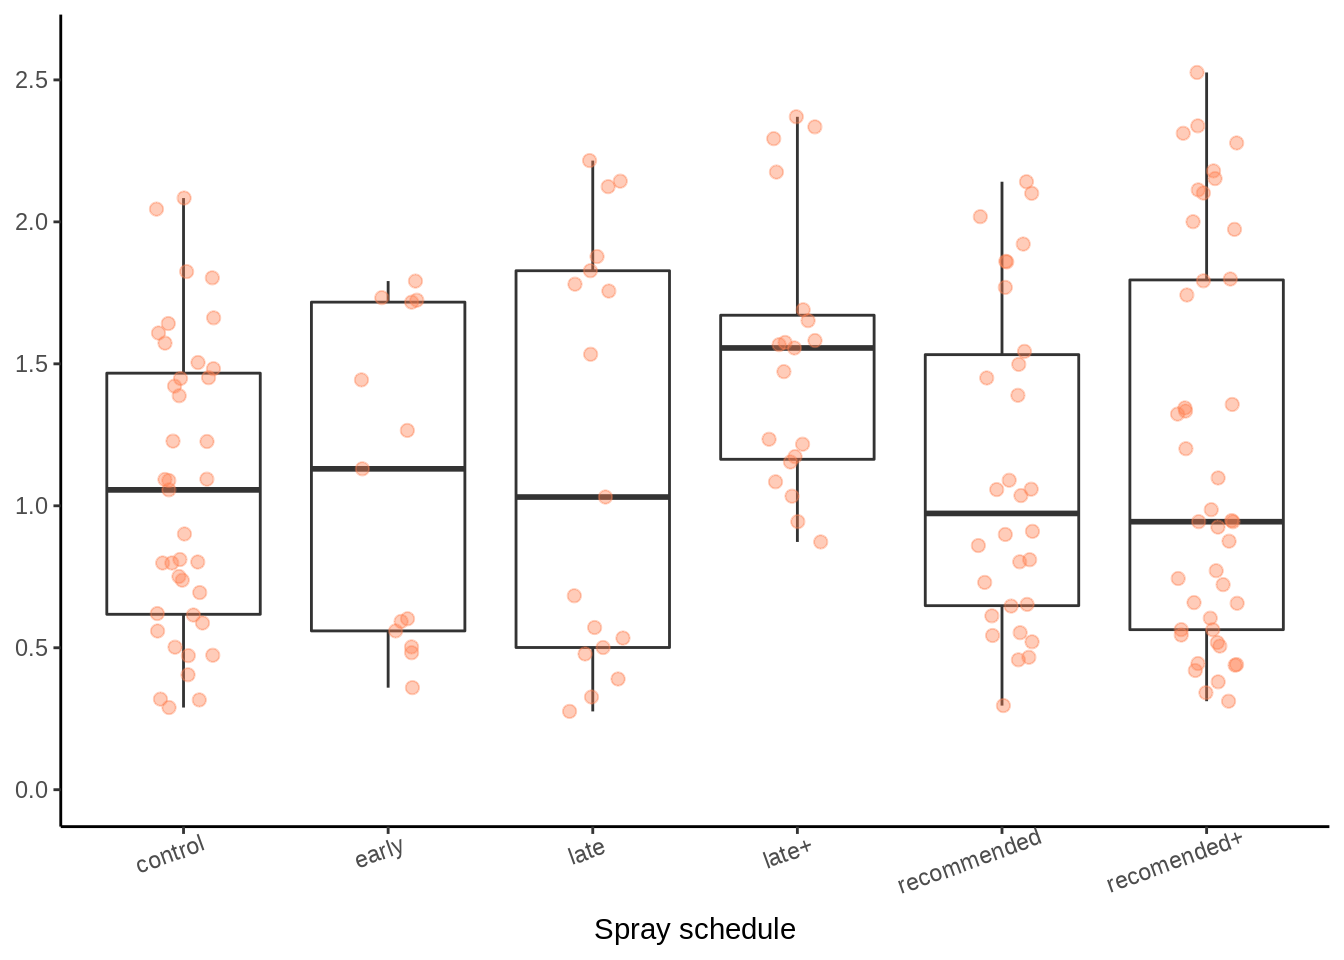 2.5
2.0
1.5
1.0
0.5
0.0
control
early
late
late+
recommended
recomended+
Spray schedule